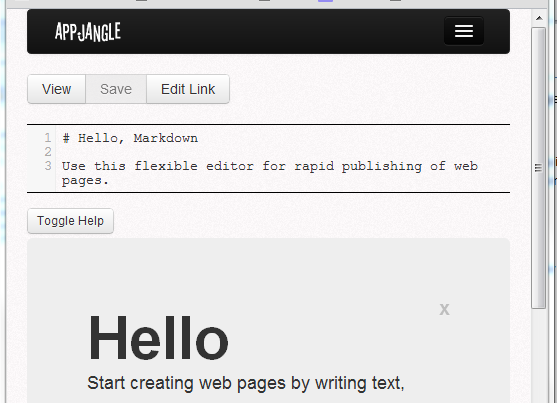 APPJANGLE
View Save Edit Link
1 # Hello, Markdown
2
3 Use this flexible editor for rapid publishing of web
pages.
Toggle Help
x
Hello
Start creating web pages by writing text,